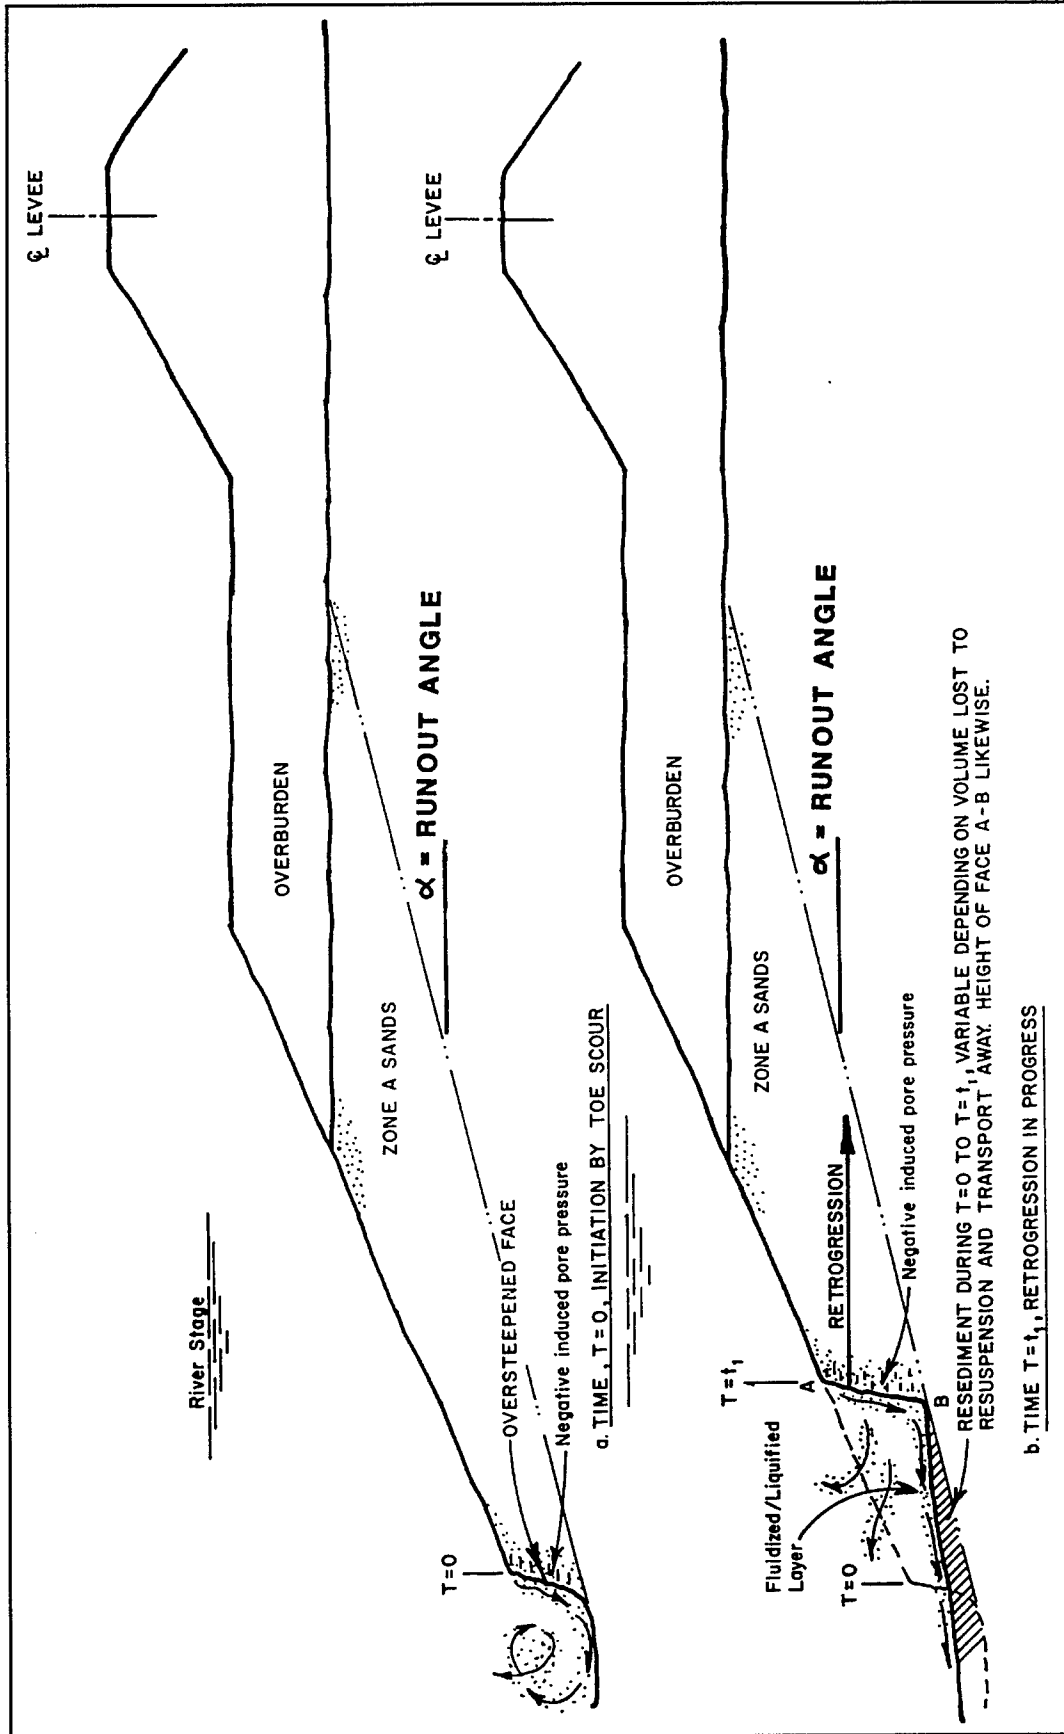 ℄ LEVEE
River Stage
OVERBURDEN
ZONE A SANDS
α = RUNOUT ANGLE
T=0
OVERSTEEPENED FACE
Negative induced pore pressure
a. TIME, T=0, INITIATION BY TOE SCOUR
℄ LEVEE
OVERBURDEN
ZONE A SANDS
α = RUNOUT ANGLE
T=t₁
A
RETROGRESSION
Fluidized/Liquified
Layer
T=0
B
Negative induced pore pressure
RESEDIMENT DURING T=0 TO T=t₁, VARIABLE DEPENDING ON VOLUME LOST TO
RESUSPENSION AND TRANSPORT AWAY. HEIGHT OF FACE A-B LIKEWISE.
b. TIME T=t₁, RETROGRESSION IN PROGRESS